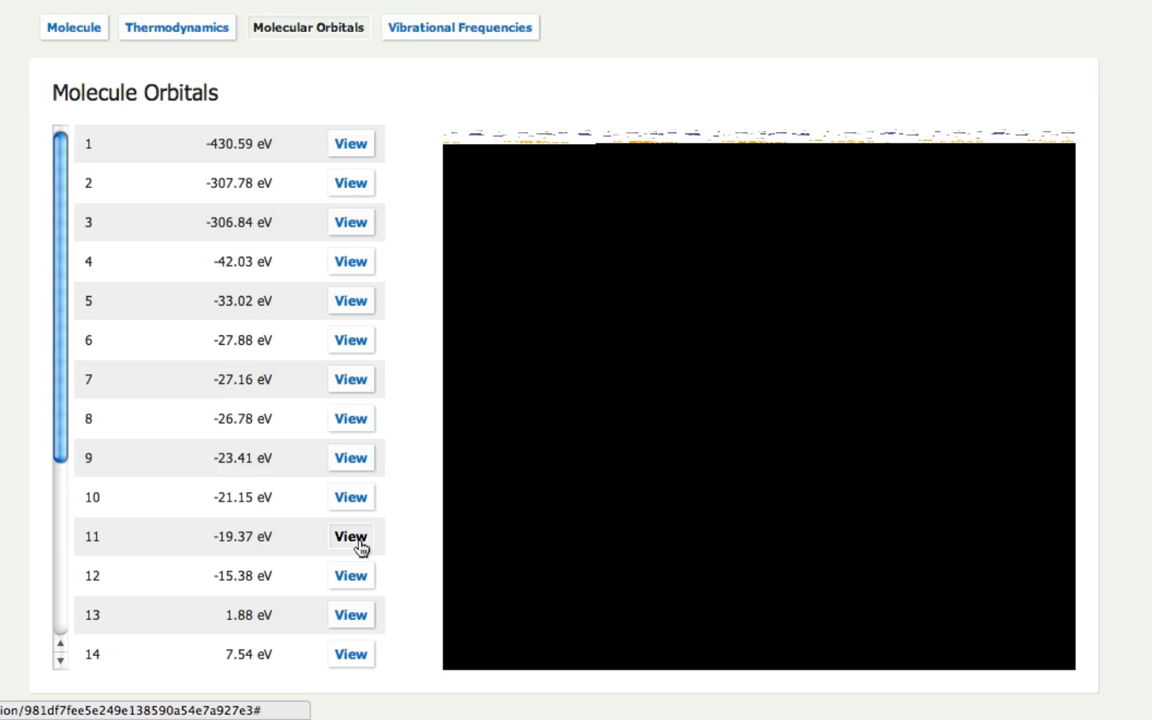 Molecule Thermodynamics Molecular Orbitals Vibrational Frequencies
Molecule Orbitals
1 -430.59 eV View
2 -307.78 eV View
3 -306.84 eV View
4 -42.03 eV View
5 -33.02 eV View
6 -27.88 eV View
7 -27.16 eV View
8 -26.78 eV View
9 -23.41 eV View
10 -21.15 eV View
11 -19.37 eV View
12 -15.38 eV View
13 1.88 eV View
14 7.54 eV View
ion/981df7fee5e249e138590a54e7a927e3#